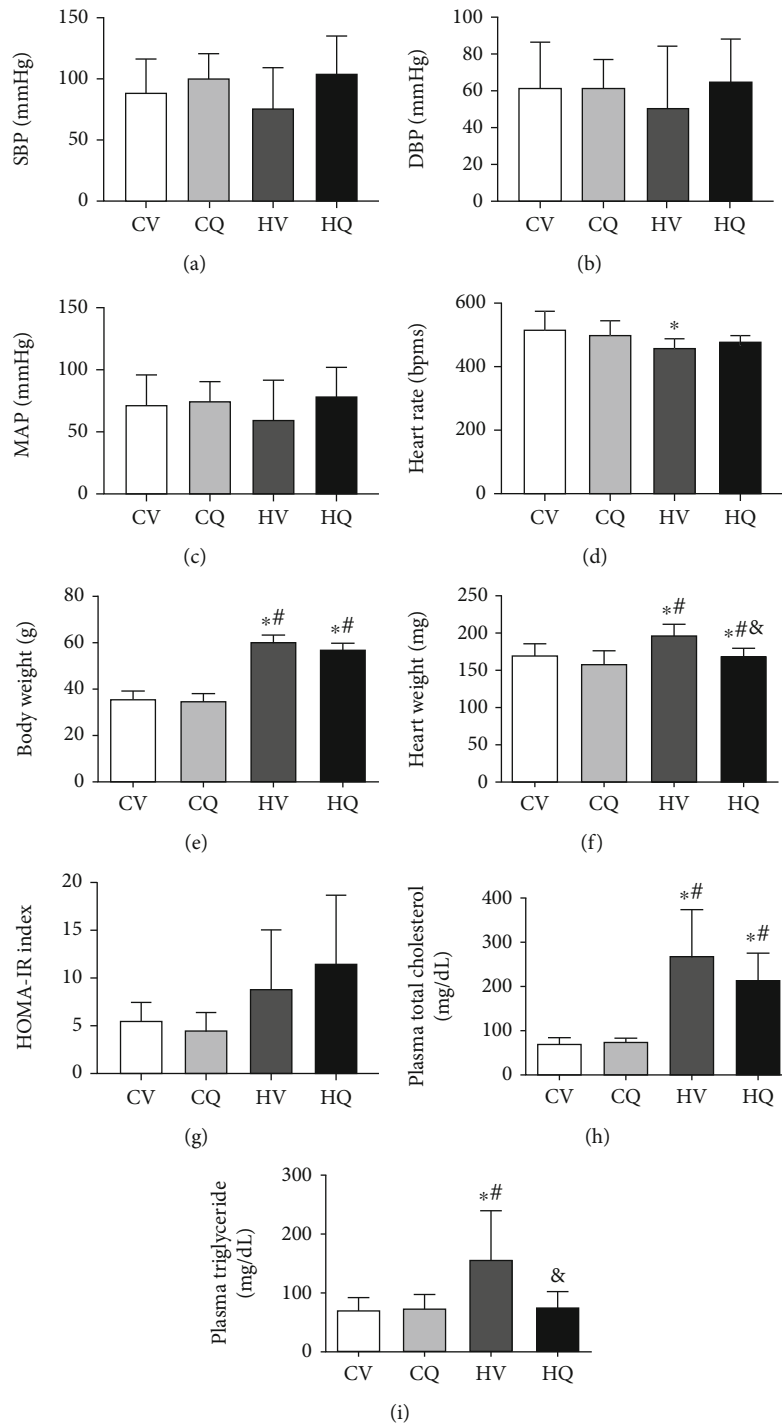 SBP (mmHg)
150
100
50
0
CV CQ HV HQ
(a)
DBP (mmHg)
100
80
60
40
20
0
CV CQ HV HQ
(b)
MAP (mmHg)
150
100
50
0
CV CQ HV HQ
(c)
Heart rate (bpms)
600
400
200
0
*
CV CQ HV HQ
(d)
Body weight (g)
80
60
40
20
0
*# *#
CV CQ HV HQ
(e)
Heart weight (mg)
250
200
150
100
50
0
*# *#&
CV CQ HV HQ
(f)
HOMA-IR index
20
15
10
5
0
CV CQ HV HQ
(g)
Plasma total cholesterol
(mg/dL)
400
300
200
100
0
*# *#
CV CQ HV HQ
(h)
Plasma triglyceride
(mg/dL)
300
200
100
0
*# &
CV CQ HV HQ
(i)